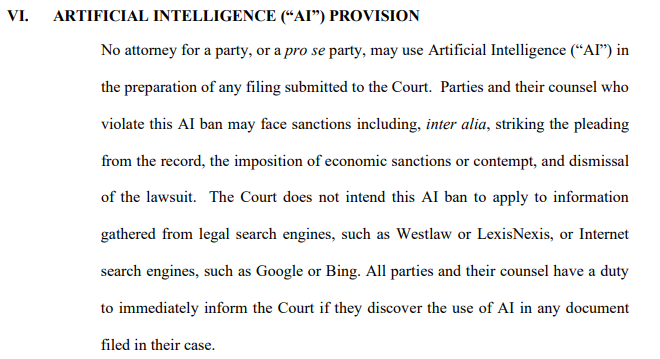 VI. ARTIFICIAL INTELLIGENCE (“AI”) PROVISION
No attorney for a party, or a pro se party, may use Artificial Intelligence (“AI”) in
the preparation of any filing submitted to the Court. Parties and their counsel who
violate this AI ban may face sanctions including, inter alia, striking the pleading
from the record, the imposition of economic sanctions or contempt, and dismissal
of the lawsuit. The Court does not intend this AI ban to apply to information
gathered from legal search engines, such as Westlaw or LexisNexis, or Internet
search engines, such as Google or Bing. All parties and their counsel have a duty
to immediately inform the Court if they discover the use of AI in any document
filed in their case.